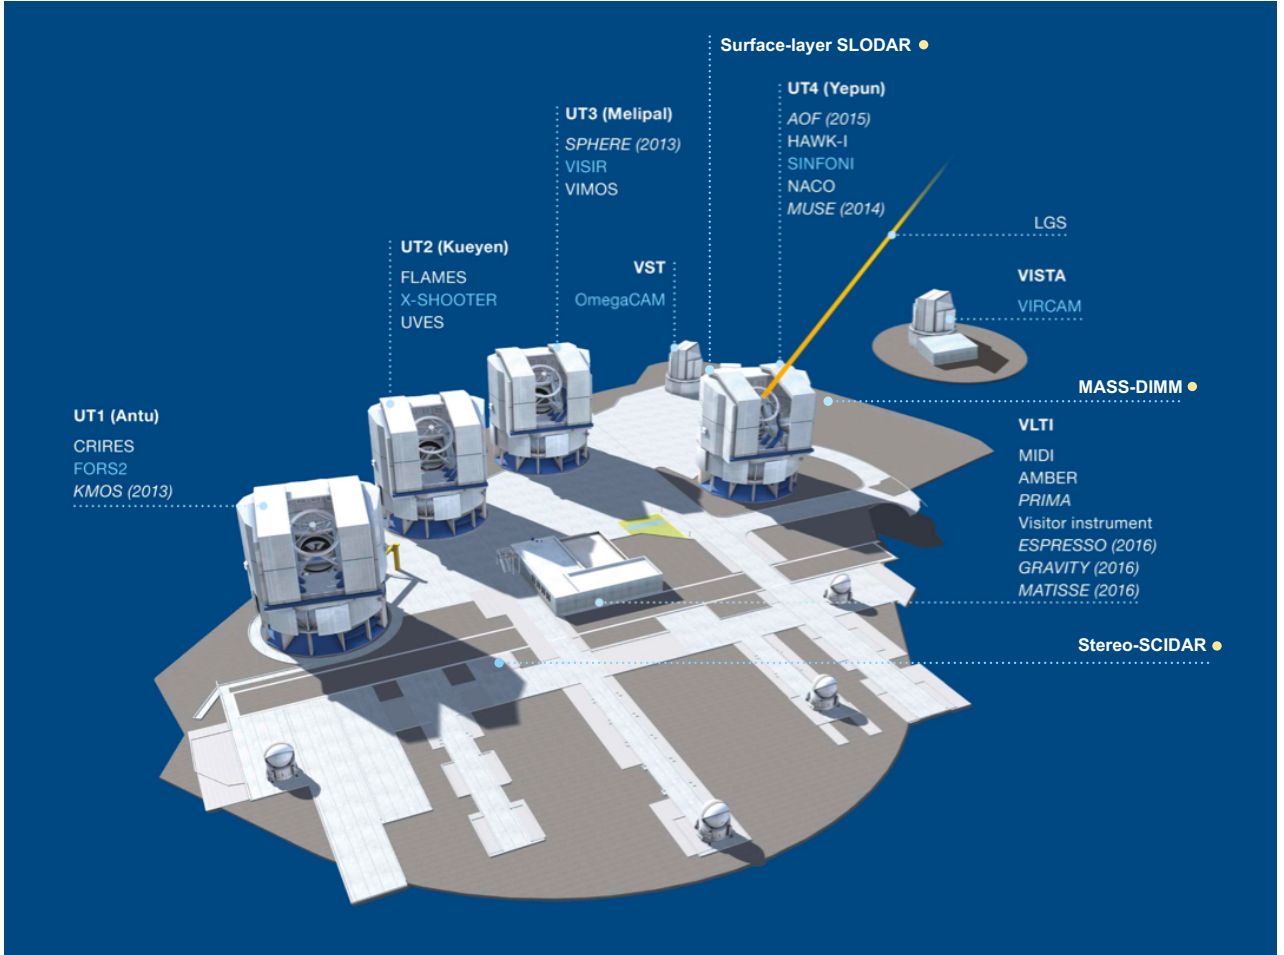 Surface-layer SLODAR
UT4 (Yepun)
AOF (2015)
HAWK-I
SINFONI
NACO
MUSE (2014)
UT3 (Melipal)
SPHERE (2013)
VISIR
VIMOS
LGS
UT2 (Kueyen)
FLAMES
X-SHOOTER
UVES
VST
OmegaCAM
VISTA
VIRCAM
MASS-DIMM
UT1 (Antu)
CRIRES
FORS2
KMOS (2013)
VLTI
MIDI
AMBER
PRIMA
Visitor instrument
ESPRESSO (2016)
GRAVITY (2016)
MATISSE (2016)
Stereo-SCIDAR